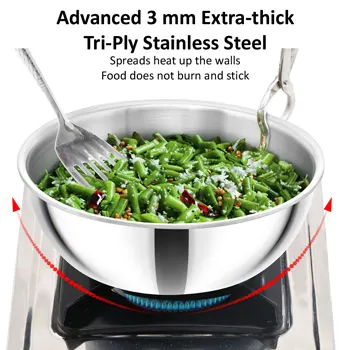 Advanced 3 mm Extra-thick
Tri-Ply Stainless Steel
Spreads heat up the walls
Food does not burn and stick